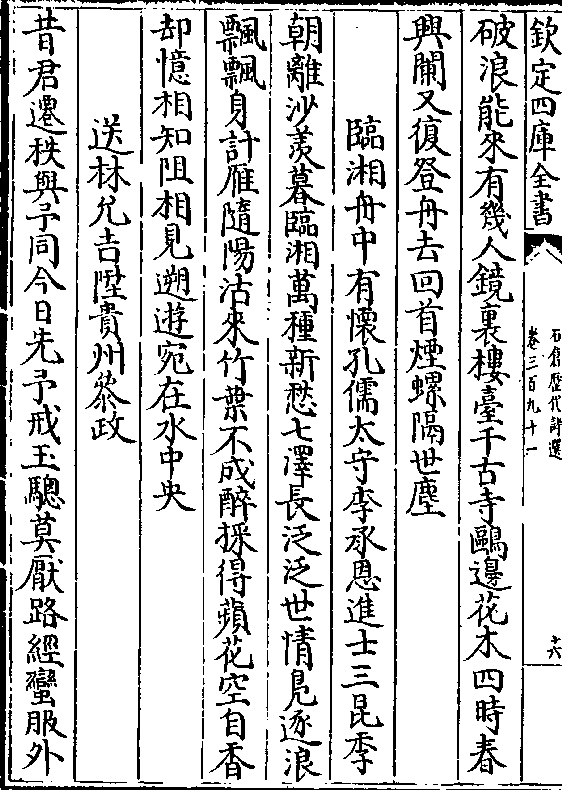 欽定四庫全書
石倉歷代詩選
卷三百九十一
十六
破浪能來有幾人鏡裏樓臺千古寺鷗邊花木四時春
興闌又復登舟去回首煙螺隔世塵
臨湘舟中有懷孔儒太守李承恩進士三昆季
朝離沙羨暮臨湘萬種新愁七澤長泛泛世情鳬逐浪
飄飄身計雁隨陽沽來竹葉不成醉採得蘋花空自香
却憶相知阻相見遡遊宛在水中央
送林允吉陞貴州叅政
昔君遷秩與予同今日先予戒玉驄莫厭路經蠻服外